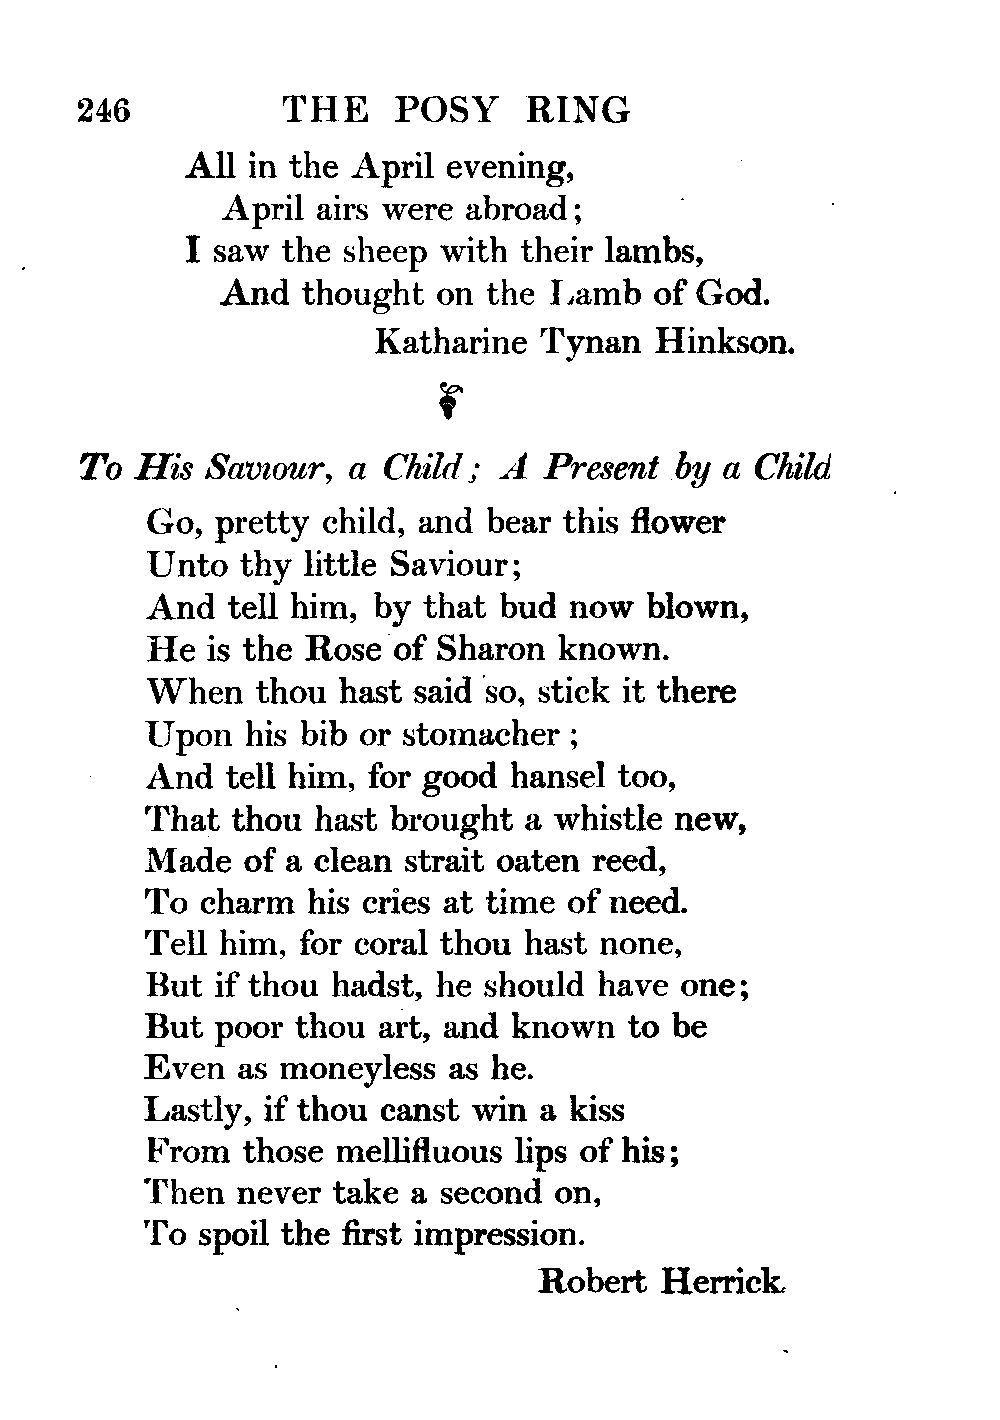 246 THE POSY RING
All in the April evening,
April airs were abroad;
I saw the sheep with their lambs,
And thought on the Lamb of God.
Katharine Tynan Hinkson.
To His Saviour, a Child; A Present by a Child
Go, pretty child, and bear this flower
Unto thy little Saviour;
And tell him, by that bud now blown,
He is the Rose of Sharon known.
When thou hast said so, stick it there
Upon his bib or stomacher;
And tell him, for good hansel too,
That thou hast brought a whistle new,
Made of a clean strait oaten reed,
To charm his cries at time of need.
Tell him, for coral thou hast none,
But if thou hadst, he should have one;
But poor thou art, and known to be
Even as moneyless as he.
Lastly, if thou canst win a kiss
From those mellifluous lips of his;
Then never take a second on,
To spoil the first impression.
Robert Herrick.